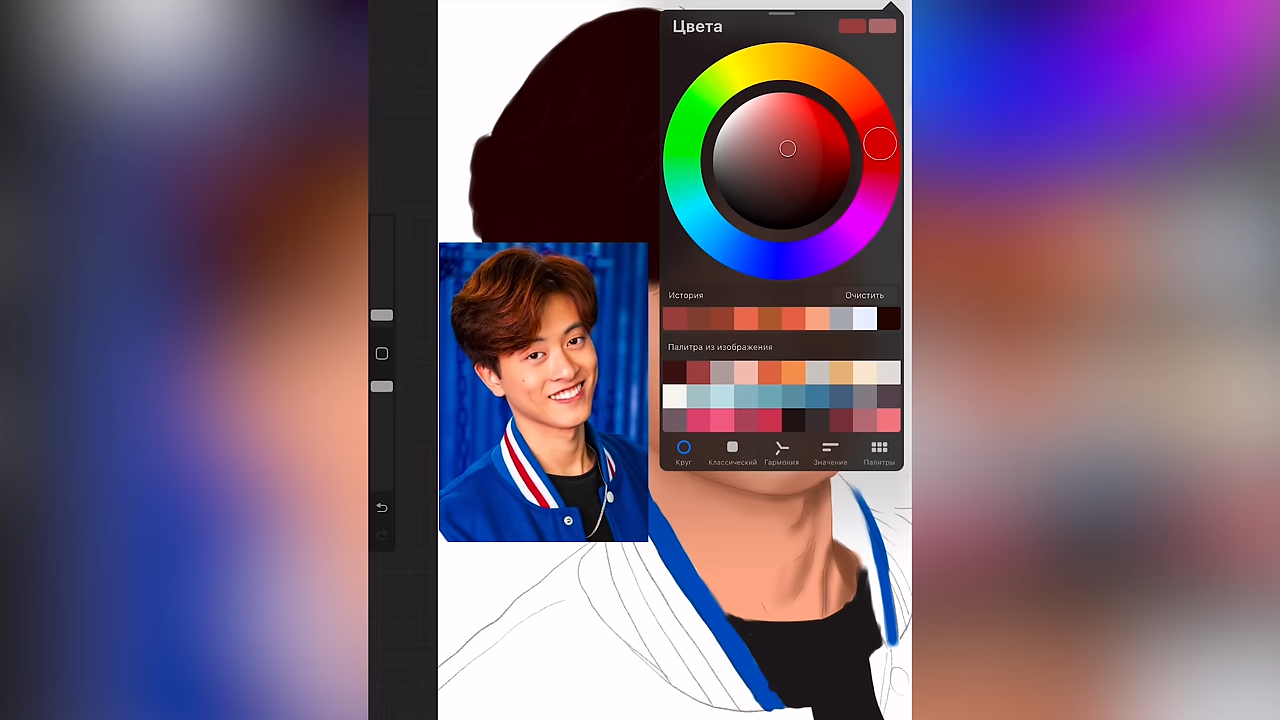 Цвета
История Очистить
Палитра из изображения
Круг Классический Гармония Значение Палитры